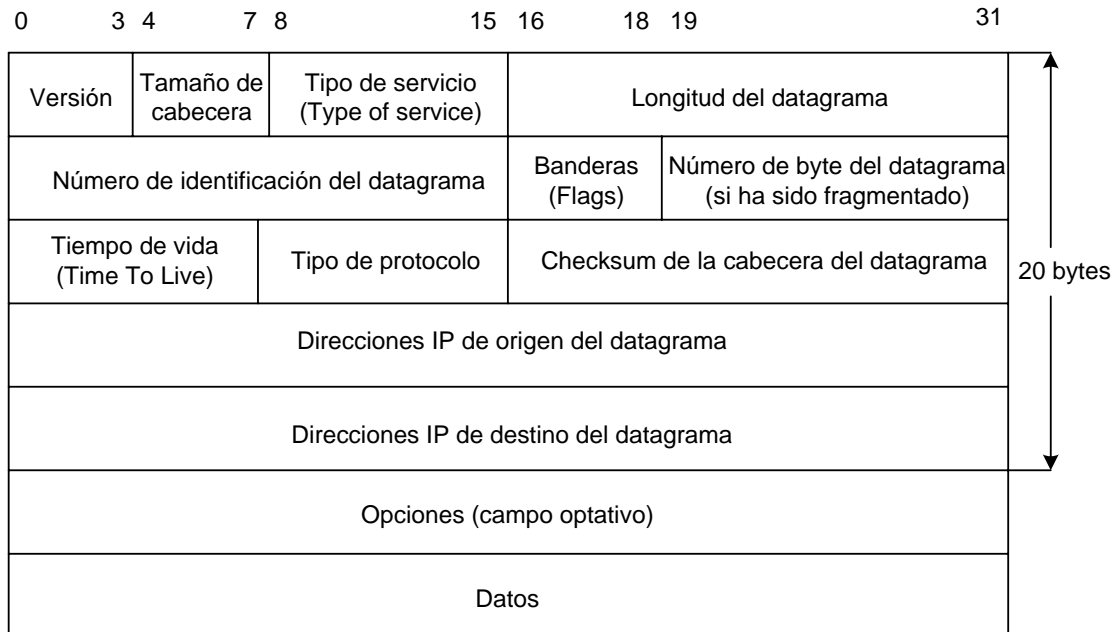 0 3 4 7 8 15 16 18 19 31
Versión
Tamaño de
cabecera
Tipo de servicio
(Type of service)
Longitud del datagrama
Número de identificación del datagrama
Banderas
(Flags)
Número de byte del datagrama
(si ha sido fragmentado)
Tiempo de vida
(Time To Live)
Tipo de protocolo
Checksum de la cabecera del datagrama
20 bytes
Direcciones IP de origen del datagrama
Direcciones IP de destino del datagrama
Opciones (campo optativo)
Datos